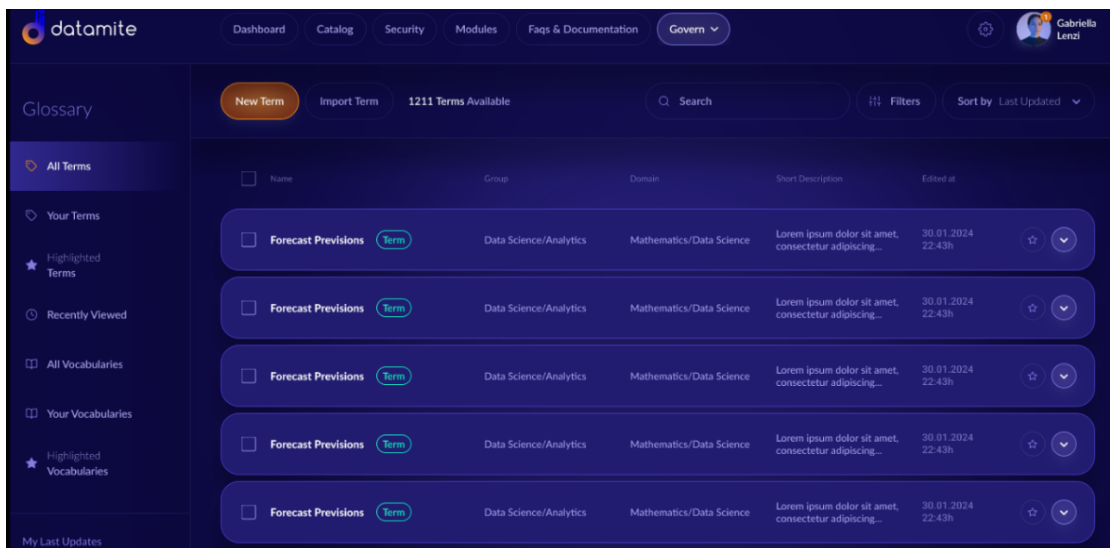 datamite
Dashboard Catalog Security Modules Faqs & Documentation Govern
1
Gabriella
Lenzi
Glossary
All Terms
Your Terms
Highlighted
Terms
Recently Viewed
All Vocabularies
Your Vocabularies
Highlighted
Vocabularies
My Last Updates
New Term Import Term 1211 Terms Available Search Filters Sort by Last Updated
Name Group Domain Short Description Edited at
Forecast Previsions Term Data Science/Analytics Mathematics/Data Science Lorem ipsum dolor sit amet,
consectetur adipiscing... 30.01.2024
22:43h
Forecast Previsions Term Data Science/Analytics Mathematics/Data Science Lorem ipsum dolor sit amet,
consectetur adipiscing... 30.01.2024
22:43h
Forecast Previsions Term Data Science/Analytics Mathematics/Data Science Lorem ipsum dolor sit amet,
consectetur adipiscing... 30.01.2024
22:43h
Forecast Previsions Term Data Science/Analytics Mathematics/Data Science Lorem ipsum dolor sit amet,
consectetur adipiscing... 30.01.2024
22:43h
Forecast Previsions Term Data Science/Analytics Mathematics/Data Science Lorem ipsum dolor sit amet,
consectetur adipiscing... 30.01.2024
22:43h